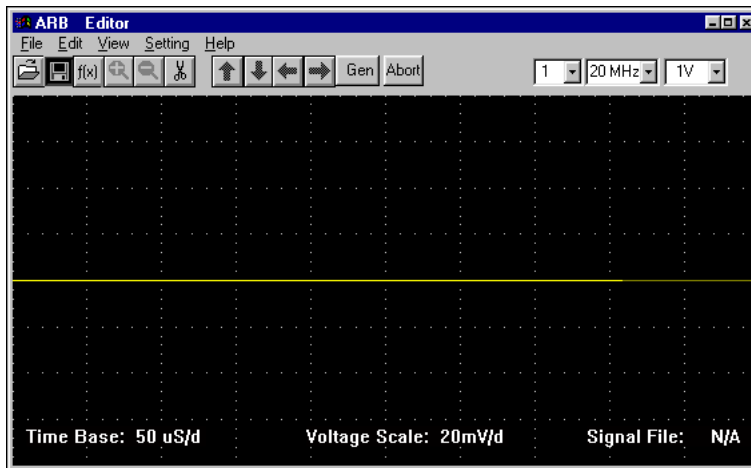 ARB Editor
File Edit View Setting Help
f(x) Gen Abort 1 20 MHz 1V
Time Base: 50 uS/d Voltage Scale: 20mV/d Signal File: N/A